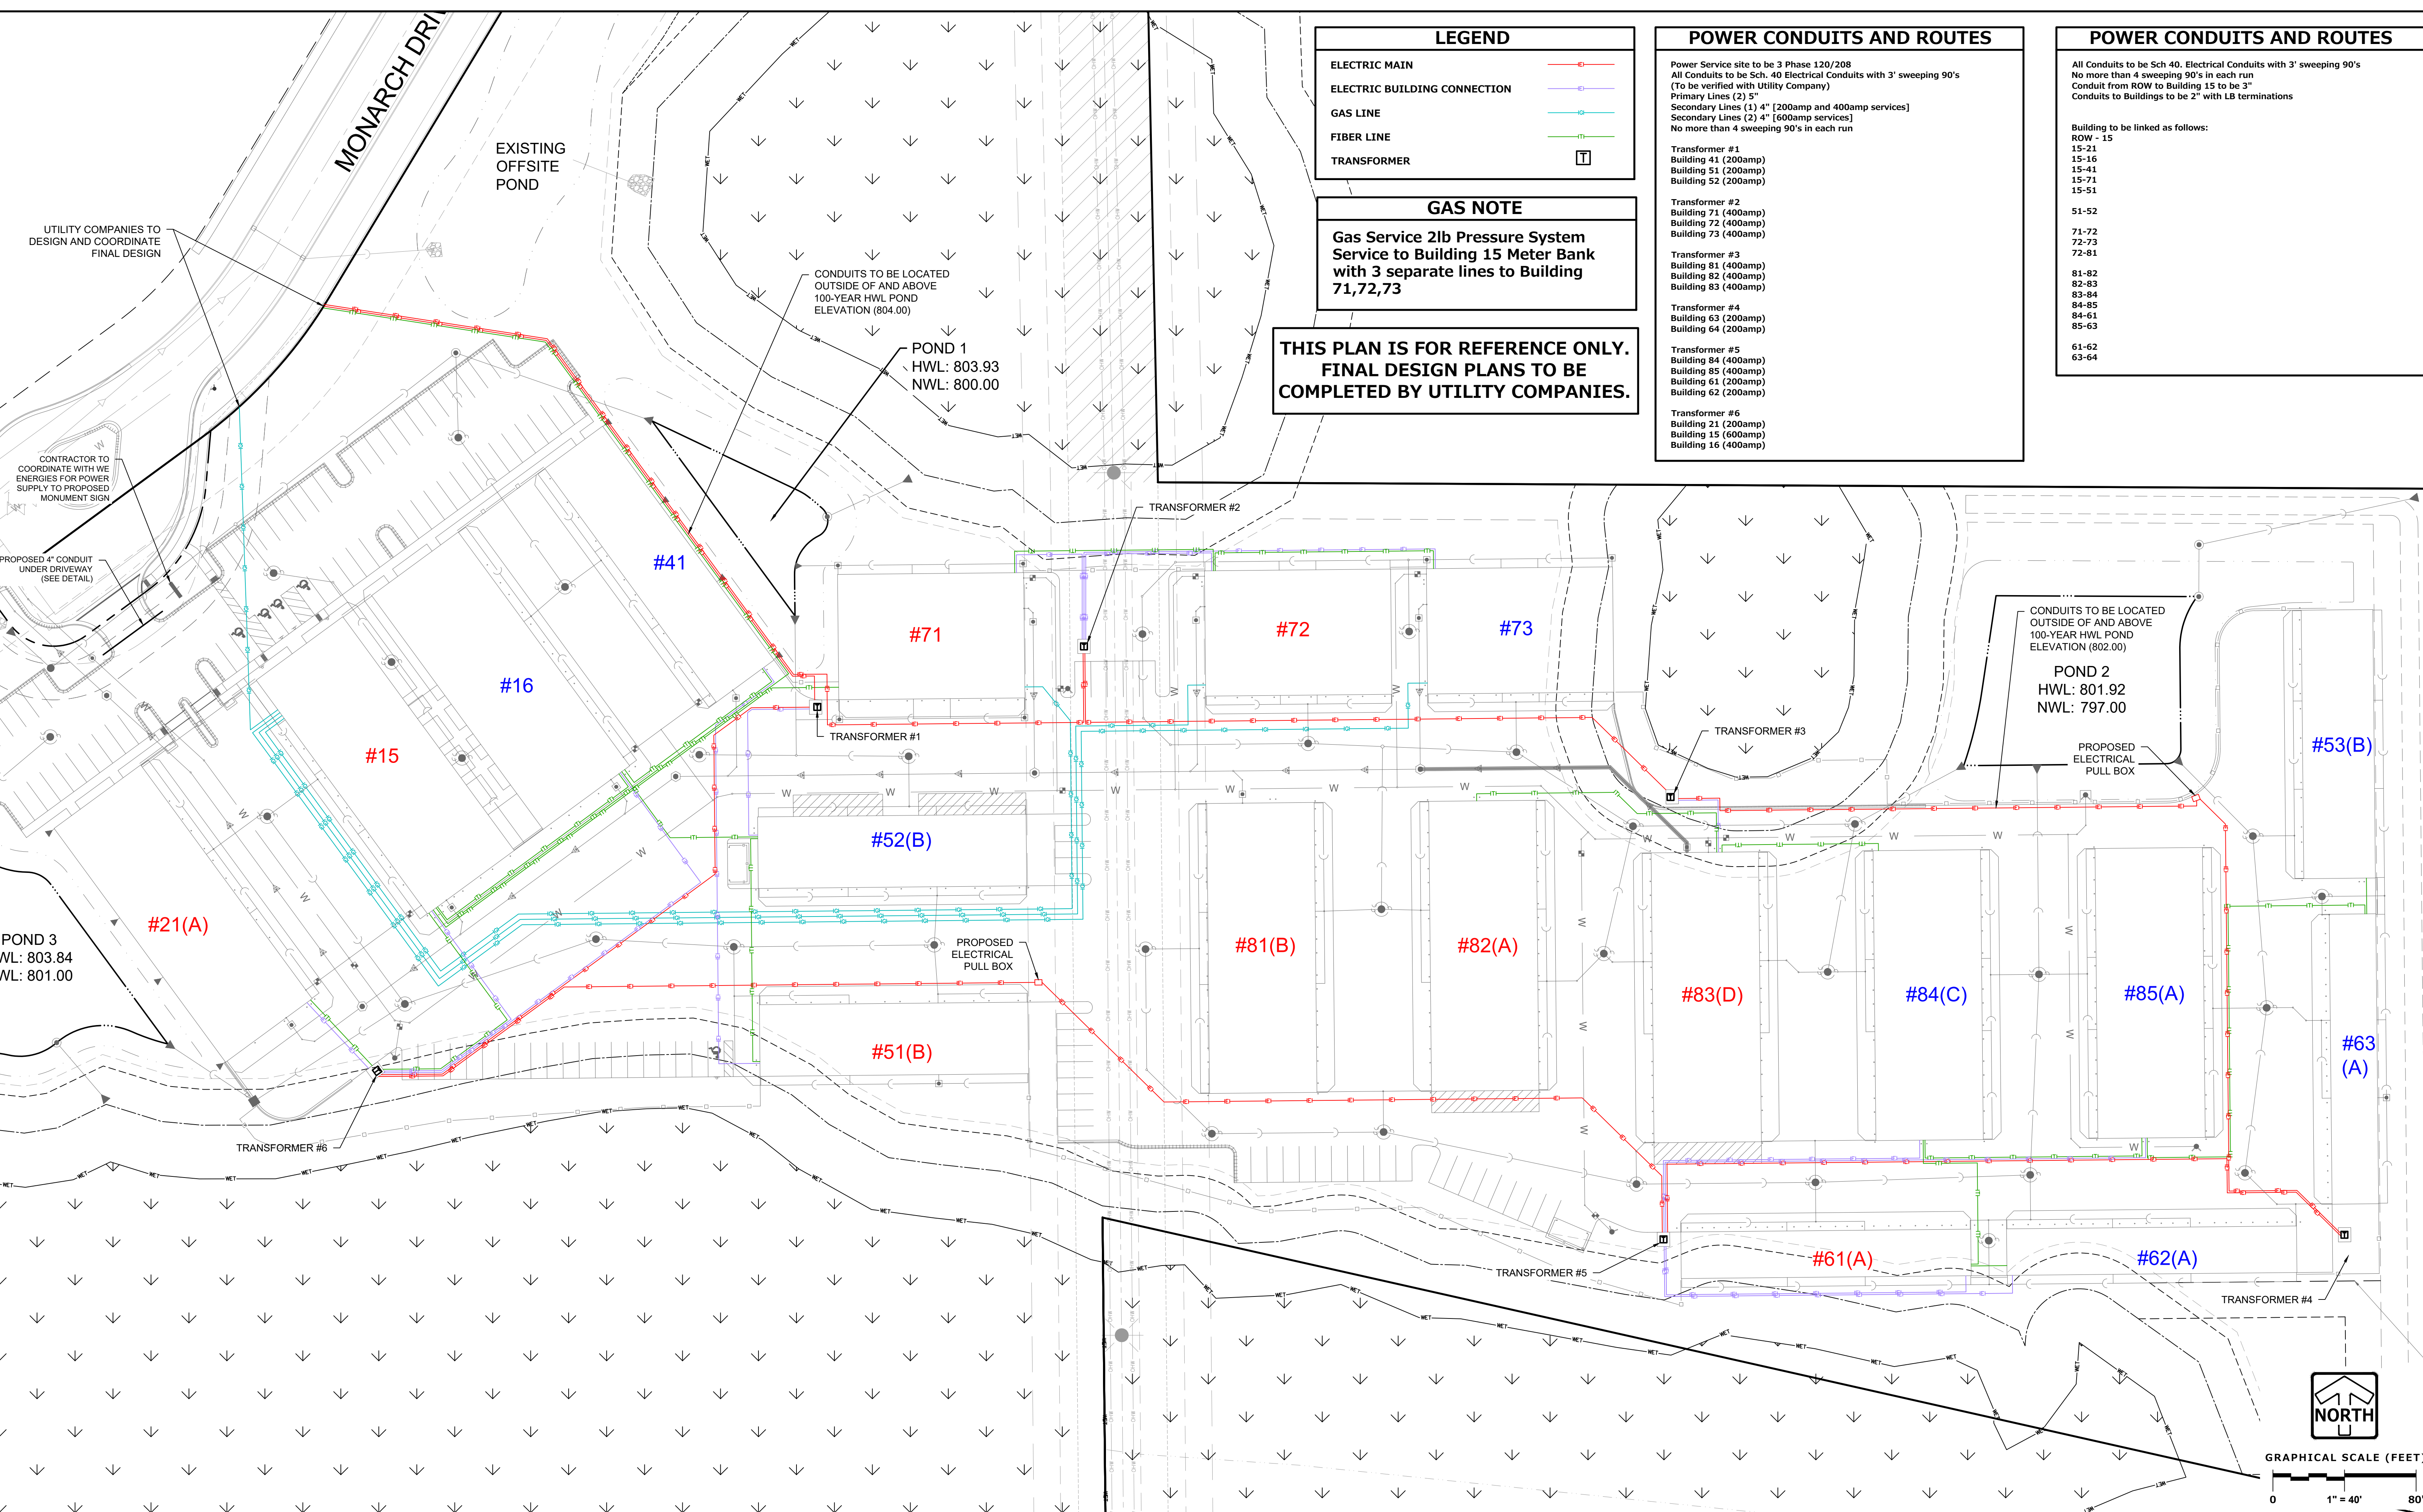 MONARCH DRI
LEGEND
ELECTRIC MAIN
ELECTRIC BUILDING CONNECTION
GAS LINE
FIBER LINE
TRANSFORMER
T
GAS NOTE
Gas Service 2lb Pressure System
Service to Building 15 Meter Bank
with 3 separate lines to Building
71,72,73
THIS PLAN IS FOR REFERENCE ONLY.
FINAL DESIGN PLANS TO BE
COMPLETED BY UTILITY COMPANIES.
POWER CONDUITS AND ROUTES
Power Service site to be 3 Phase 120/208
All Conduits to be Sch. 40 Electrical Conduits with 3' sweeping 90's
(To be verified with Utility Company)
Primary Lines (2) 5"
Secondary Lines (1) 4" [200amp and 400amp services]
Secondary Lines (2) 4" [600amp services]
No more than 4 sweeping 90's in each run
Transformer #1
Building 41 (200amp)
Building 51 (200amp)
Building 52 (200amp)
Transformer #2
Building 71 (400amp)
Building 72 (400amp)
Building 73 (400amp)
Transformer #3
Building 81 (400amp)
Building 82 (400amp)
Building 83 (400amp)
Transformer #4
Building 63 (200amp)
Building 64 (200amp)
Transformer #5
Building 84 (400amp)
Building 85 (400amp)
Building 61 (200amp)
Building 62 (200amp)
Transformer #6
Building 21 (200amp)
Building 15 (600amp)
Building 16 (400amp)
POWER CONDUITS AND ROUTES
All Conduits to be Sch 40. Electrical Conduits with 3' sweeping 90's
No more than 4 sweeping 90's in each run
Conduit from ROW to Building 15 to be 3"
Conduits to Buildings to be 2" with LB terminations
Building to be linked as follows:
ROW - 15
15-21
15-16
15-41
15-71
15-51
51-52
71-72
72-73
72-81
81-82
82-83
83-84
84-85
84-61
85-63
61-62
63-64
EXISTING
OFFSITE
POND
UTILITY COMPANIES TO
DESIGN AND COORDINATE
FINAL DESIGN
CONDUITS TO BE LOCATED
OUTSIDE OF AND ABOVE
100-YEAR HWL POND
ELEVATION (804.00)
POND 1
HWL: 803.93
NWL: 800.00
CONTRACTOR TO
COORDINATE WITH WE
ENERGIES FOR POWER
SUPPLY TO PROPOSED
MONUMENT SIGN
PROPOSED 4" CONDUIT
UNDER DRIVEWAY
(SEE DETAIL)
TRANSFORMER #2
#41
#71
#72
#73
CONDUITS TO BE LOCATED
OUTSIDE OF AND ABOVE
100-YEAR HWL POND
ELEVATION (802.00)
POND 2
HWL: 801.92
NWL: 797.00
#16
#15
TRANSFORMER #1
TRANSFORMER #3
PROPOSED
ELECTRICAL
PULL BOX
#53(B)
#52(B)
#21(A)
POND 3
WL: 803.84
WL: 801.00
PROPOSED
ELECTRICAL
PULL BOX
#81(B)
#82(A)
#83(D)
#84(C)
#85(A)
#51(B)
#63
(A)
TRANSFORMER #6
TRANSFORMER #5
#61(A)
#62(A)
TRANSFORMER #4
NORTH
GRAPHICAL SCALE (FEET)
0 1" = 40' 80'